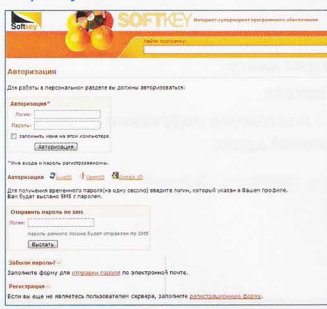 Softkey
SOFTKEY Интернет-супермаркет программного обеспечения
найти программу:
Авторизация
Для работы в персональном разделе вы должны авторизоваться:
Авторизация*
Логин:
Пароль:
запомнить меня на этом компьютере
Авторизация
*Имя входа и пароль регистрозависимы.
Авторизация LiveID OpenID
Для получения временного пароля(на одну сессию) введите логин, который указан в Вашем профиле.
Вам будет выслано SMS с паролем.
Отправить пароль по sms
Логин:
пароль данного логина будет отправлен по SMS
Выслать
Забыли пароль?
Заполните форму для отправки пароля по электронной почте.
Регистрация
Если вы еще не являетесь пользователем сервера, заполните регистрационную форму.